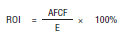 ROI = AFCF / E × 100%